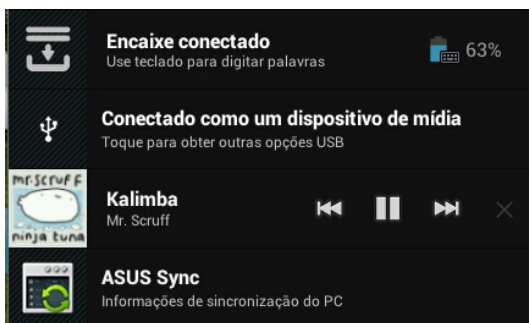 Encaixe conectado
Use teclado para digitar palavras
63%
Conectado como um dispositivo de mídia
Toque para obter outras opções USB
mr.scruff
ninja tuna
Kalimba
Mr. Scruff
ASUS Sync
Informações de sincronização do PC